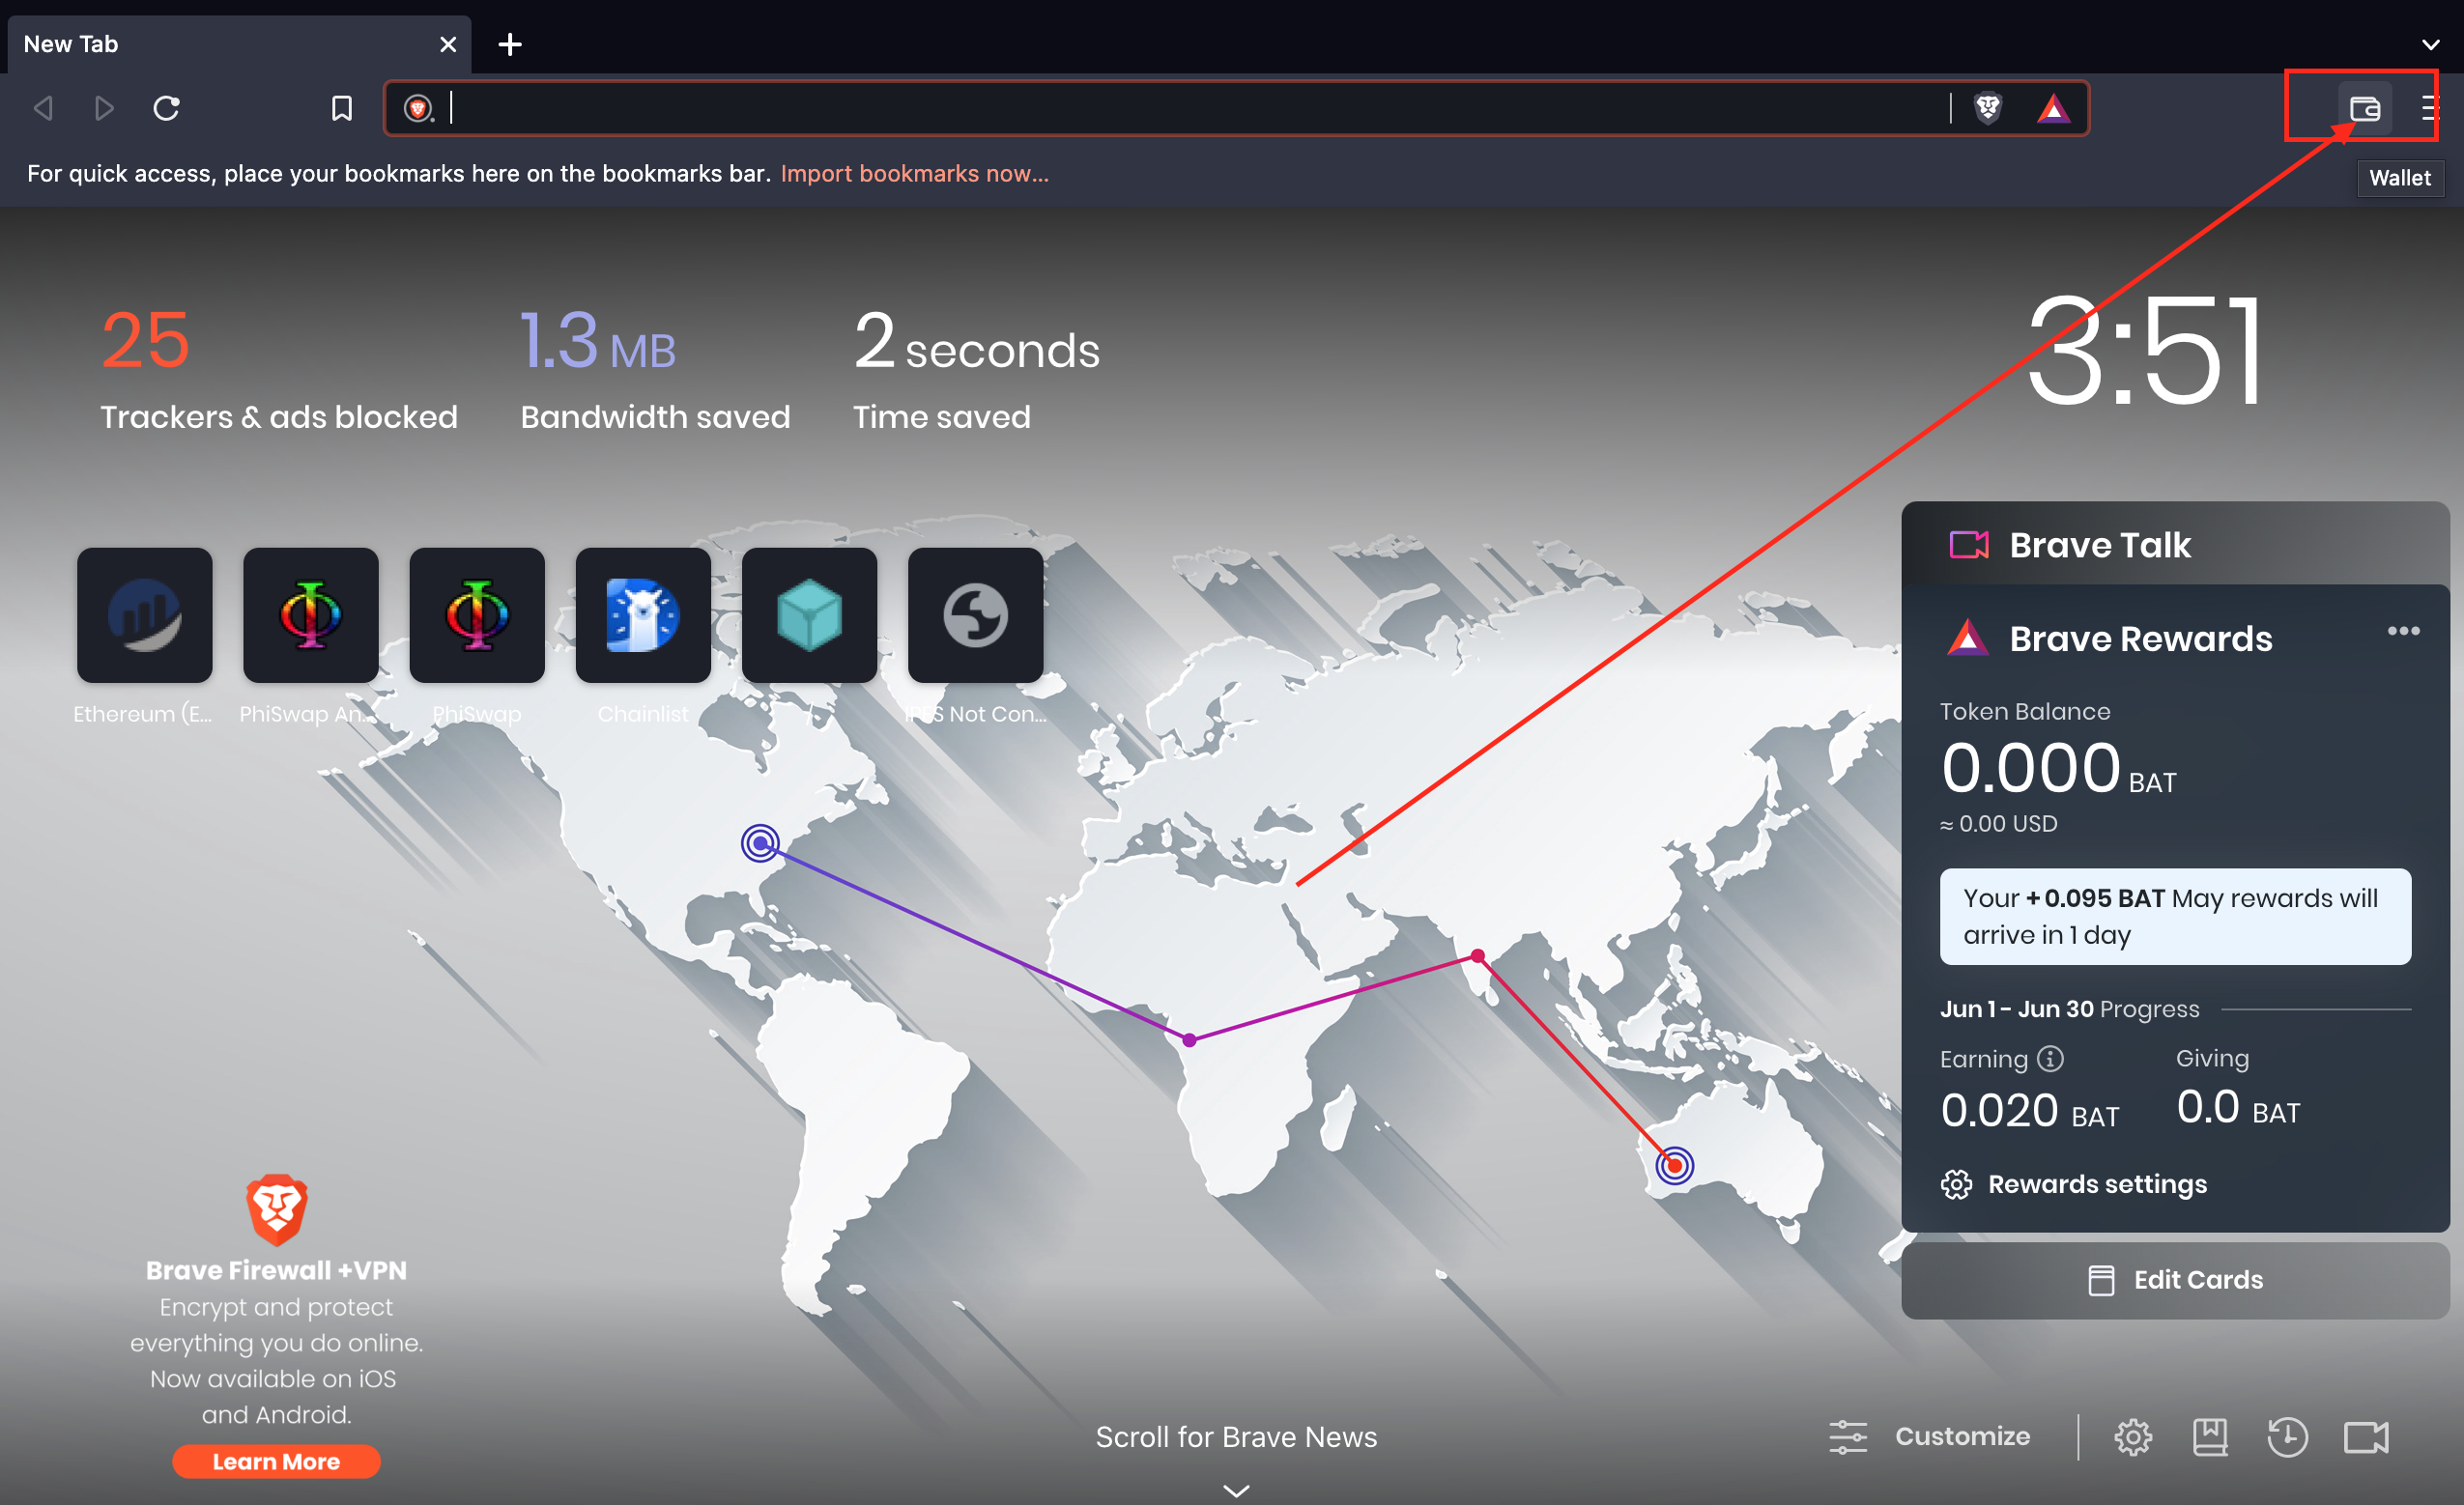 New Tab
For quick access, place your bookmarks here on the bookmarks bar. Import bookmarks now...
Wallet
25
Trackers & ads blocked
1.3 MB
Bandwidth saved
2 seconds
Time saved
3:51
Ethereum (E...
PhiSwap An...
PhiSwap
Chainlist
/
IPFS Not Con...
Brave Talk
Brave Rewards
Token Balance
0.000 BAT
≈ 0.00 USD
Your + 0.095 BAT May rewards will
arrive in 1 day
Jun 1 - Jun 30 Progress
Earning
0.020 BAT
Giving
0.0 BAT
Rewards settings
Edit Cards
Brave Firewall +VPN
Encrypt and protect
everything you do online.
Now available on iOS
and Android.
Learn More
Scroll for Brave News
Customize